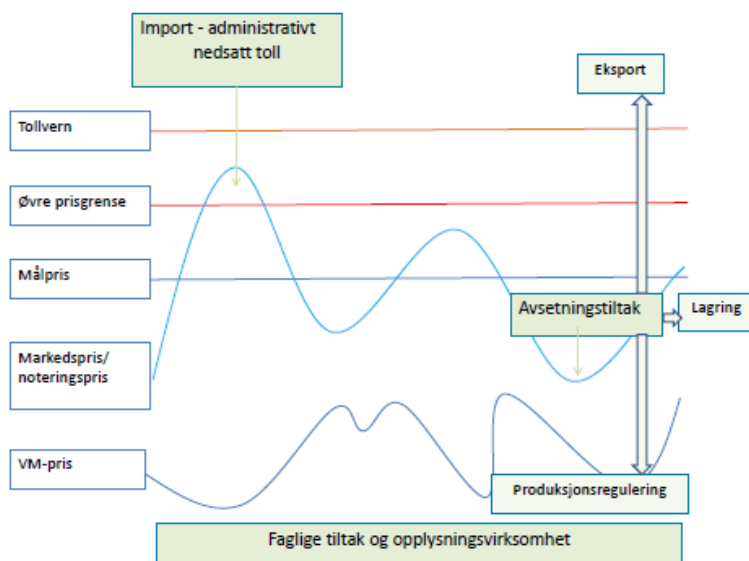 Import - administrativt
nedsatt toll
Eksport
Tollvern
Øvre prisgrense
Målpris
Avsetningstiltak
Lagring
Markedspris/
noteringspris
VM-pris
Produksjonsregulering
Faglige tiltak og opplysningsvirksomhet